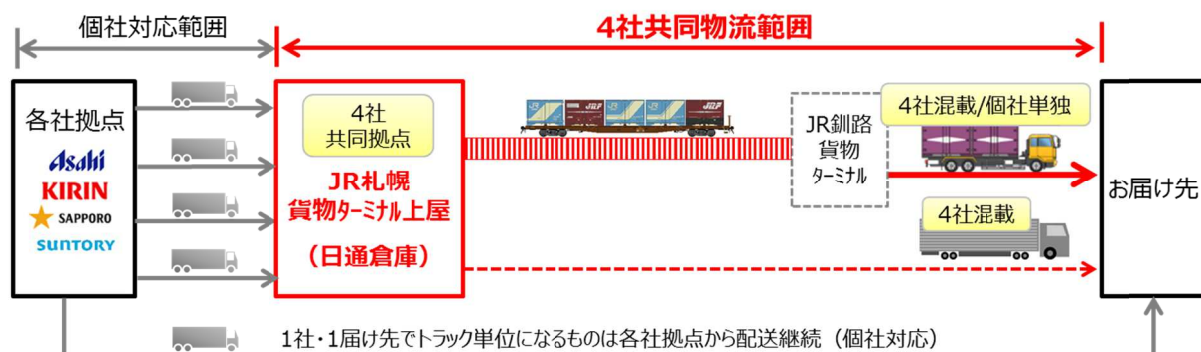 個社対応範囲
4社共同物流範囲
各社拠点
Asahi
KIRIN
SAPPORO
SUNTORY
4社
共同拠点
JR札幌
貨物ターミナル上屋
（日通倉庫）
JR釧路
貨物
ターミナル
4社混載/個社単独
4社混載
お届け先
1社・1届け先でトラック単位になるものは各社拠点から配送継続（個社対応）